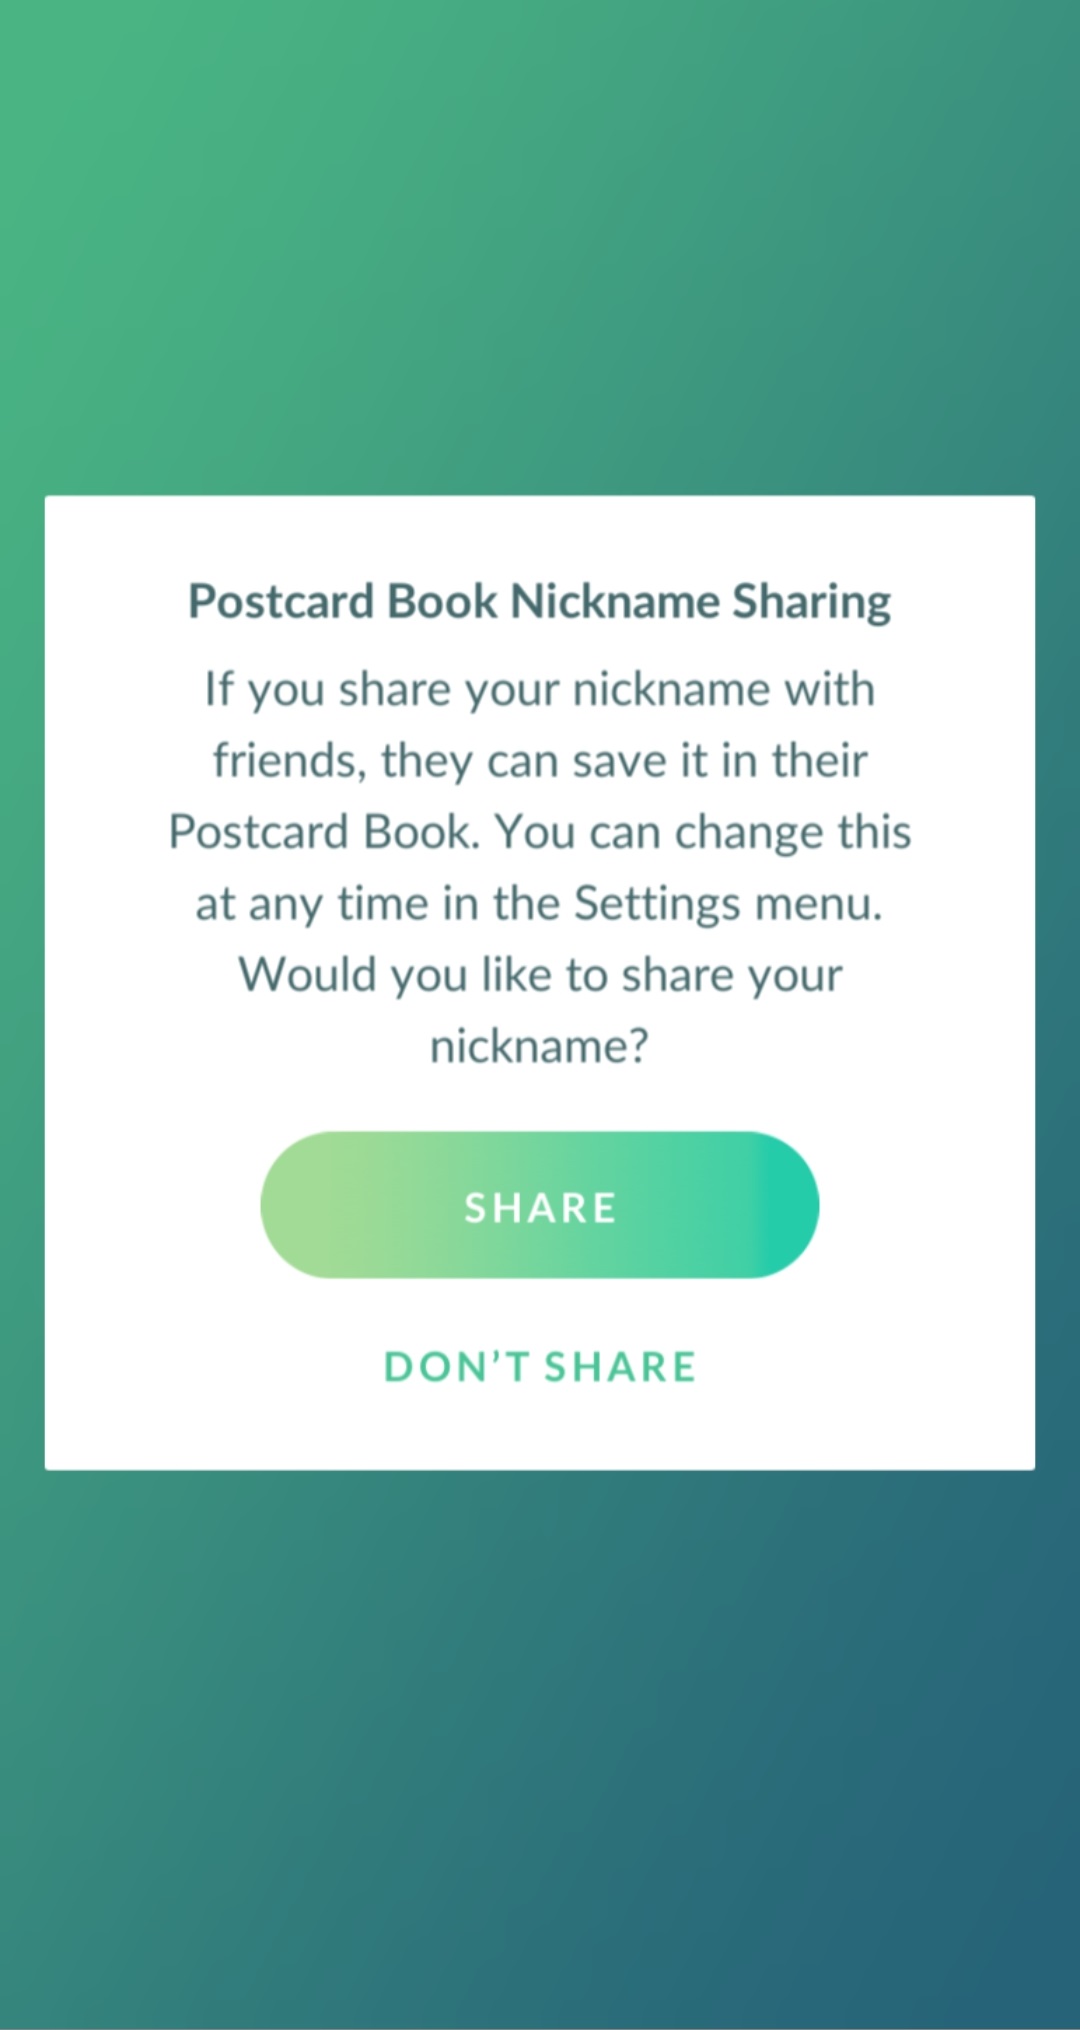 Postcard Book Nickname Sharing
If you share your nickname with
friends, they can save it in their
Postcard Book. You can change this
at any time in the Settings menu.
Would you like to share your
nickname?
SHARE
DON’T SHARE